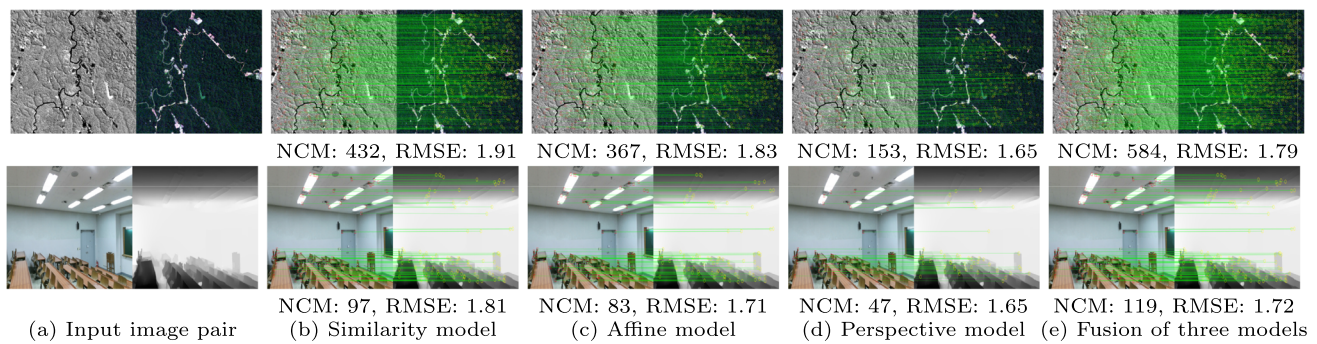 NCM: 432, RMSE: 1.91
NCM: 367, RMSE: 1.83
NCM: 153, RMSE: 1.65
NCM: 584, RMSE: 1.79
NCM: 97, RMSE: 1.81
NCM: 83, RMSE: 1.71
NCM: 47, RMSE: 1.65
NCM: 119, RMSE: 1.72
(a) Input image pair
(b) Similarity model
(c) Affine model
(d) Perspective model
(e) Fusion of three models